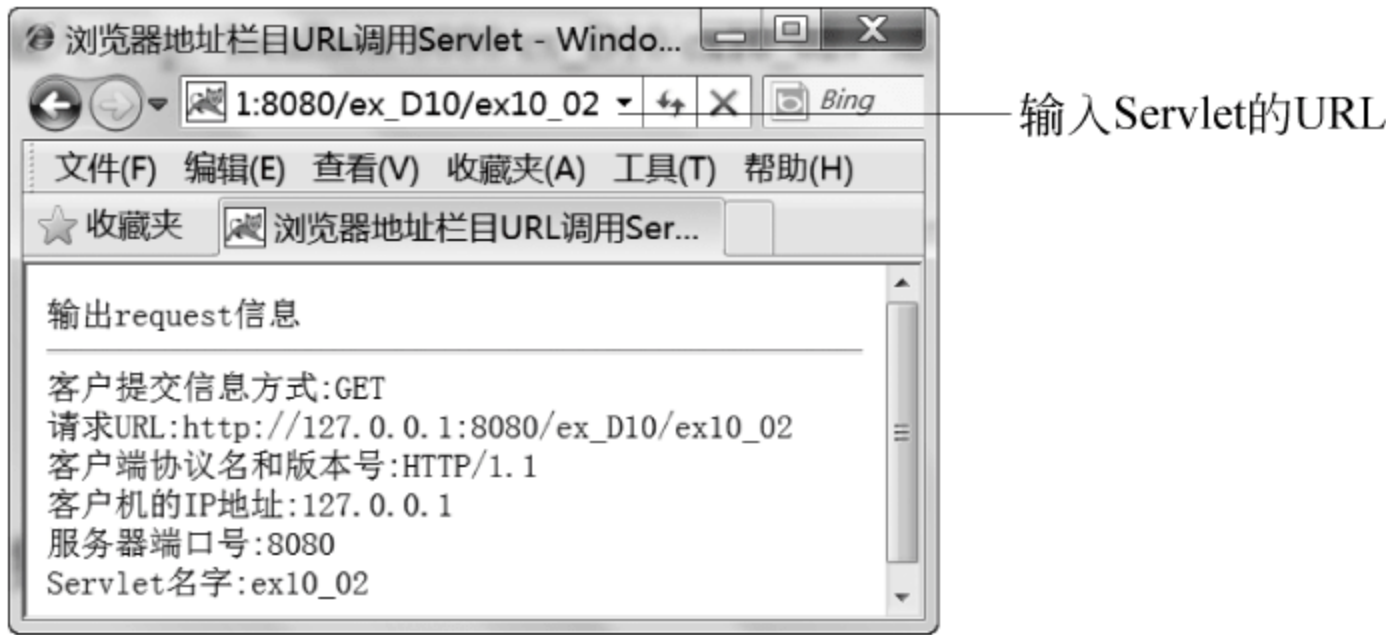 浏览器地址栏目URL调用Servlet - Windo...
1:8080/ex_D10/ex10_02
Bing
输入Servlet的URL
文件(F) 编辑(E) 查看(V) 收藏夹(A) 工具(T) 帮助(H)
收藏夹 浏览器地址栏目URL调用Ser...
输出request信息
客户提交信息方式:GET
请求URL:http://127.0.0.1:8080/ex_D10/ex10_02
客户端协议名和版本号:HTTP/1.1
客户机的IP地址:127.0.0.1
服务器端口号:8080
Servlet名字:ex10_02